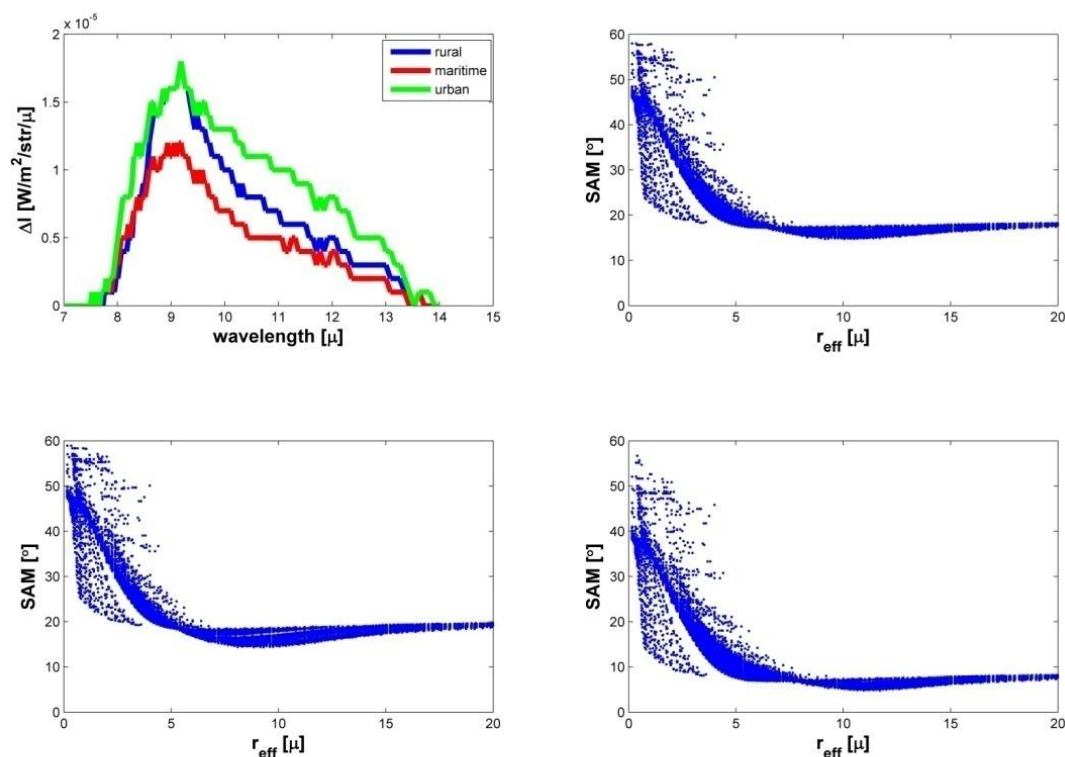 x 10⁻⁵
2
1.5
1
0.5
0
ΔI [W/m²/str/μ]
rural
maritime
urban
7 8 9 10 11 12 13 14 15
wavelength [μ]
60
50
40
30
20
10
0
SAM [°]
0 5 10 15 20
r_eff [μ]
60
50
40
30
20
10
0
SAM [°]
0 5 10 15 20
r_eff [μ]
60
50
40
30
20
10
0
SAM [°]
0 5 10 15 20
r_eff [μ]